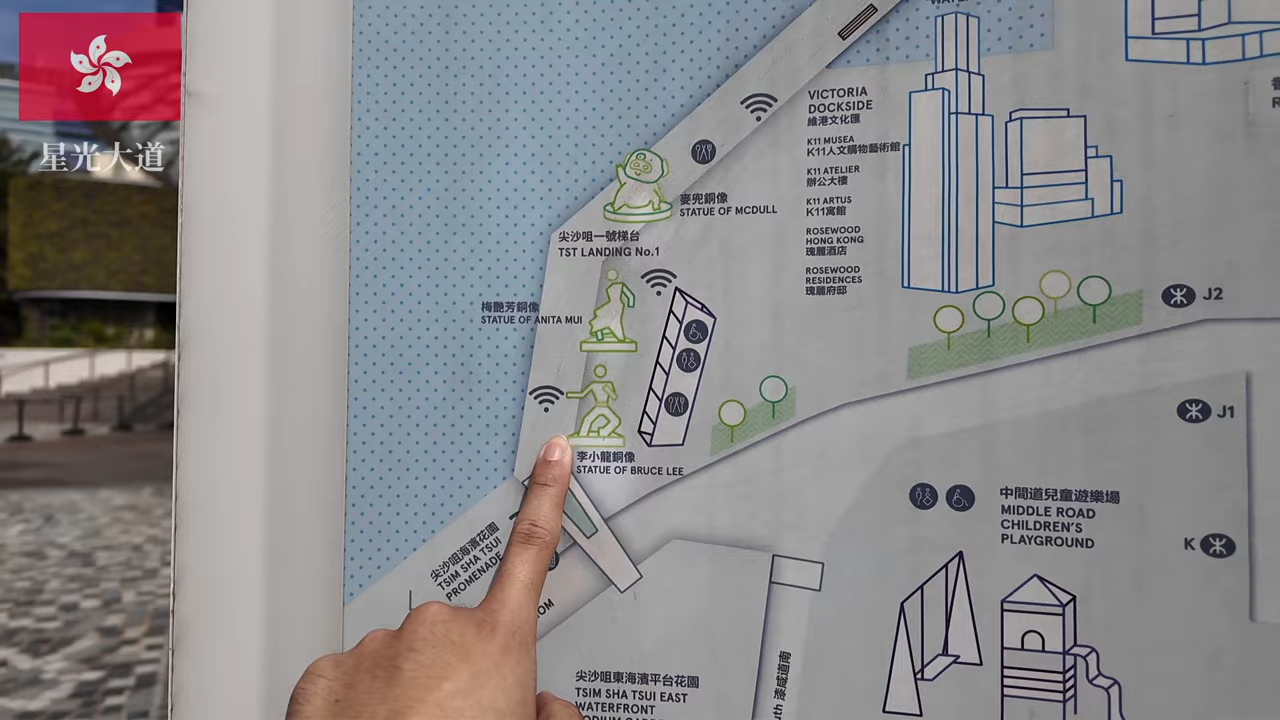 星光大道
WATER
VICTORIA
DOCKSIDE
維港文化匯
K11 MUSEA
K11人文購物藝術館
K11 ATELIER
辦公大樓
K11 ARTUS
K11寓館
ROSEWOOD
HONG KONG
瑰麗酒店
ROSEWOOD
RESIDENCES
瑰麗府邸
麥兜銅像
STATUE OF MCDULL
尖沙咀一號梯台
TST LANDING No.1
梅艷芳銅像
STATUE OF ANITA MUI
李小龍銅像
STATUE OF BRUCE LEE
J2
J1
K
中間道兒童遊樂場
MIDDLE ROAD
CHILDREN'S
PLAYGROUND
尖沙咀海濱花園
TSIM SHA TSUI
PROMENADE
尖沙咀東海濱平台花園
TSIM SHA TSUI EAST
WATERFRONT
漆咸道南